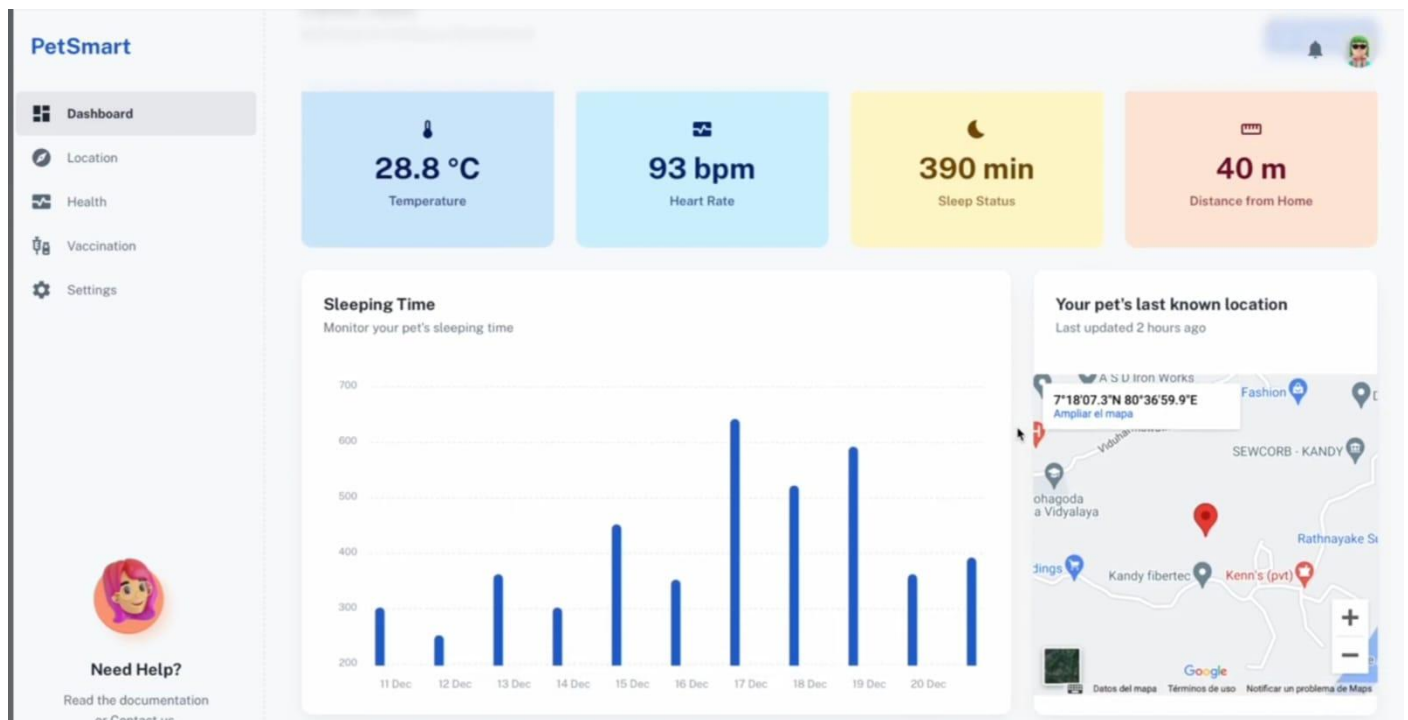 PetSmart
Dashboard
Location
Health
Vaccination
Settings
Need Help?
Read the documentation
or Contact us
28.8 °C
Temperature
93 bpm
Heart Rate
390 min
Sleep Status
40 m
Distance from Home
Sleeping Time
Monitor your pet's sleeping time
700
600
500
400
300
200
11 Dec 12 Dec 13 Dec 14 Dec 15 Dec 16 Dec 17 Dec 18 Dec 19 Dec 20 Dec
Your pet's last known location
Last updated 2 hours ago
A S D Iron Works
7°18'07.3"N 80°36'59.9"E
Ampliar el mapa
Fashion
SEWCORB - KANDY
ohagoda
a Vidyalaya
Rathnayake Su
dings
Kandy fibertec
Kenn's (pvt)
+
−
Google
Datos del mapa Términos de uso Notificar un problema de Maps